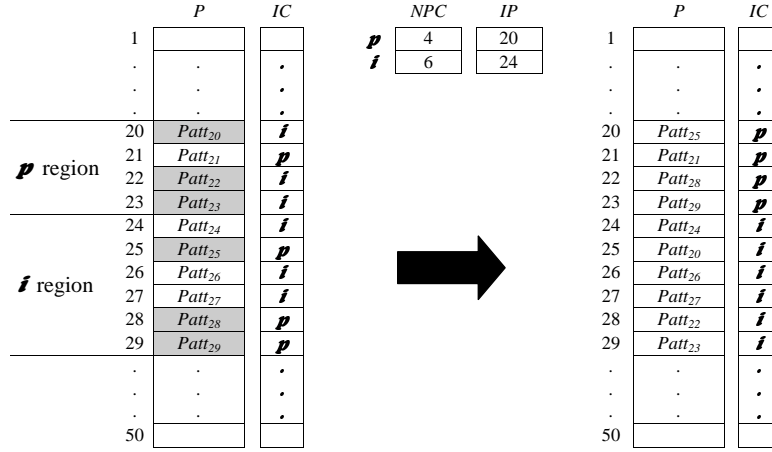 P IC NPC IP P IC
1 p 4 20 1
. . . i 6 24 . . .
. . . . . .
. . . . . .
20 Patt20 i 20 Patt25 p
21 Patt21 p 21 Patt21 p
p region 22 Patt22 i 22 Patt28 p
23 Patt23 i 23 Patt29 p
24 Patt24 i 24 Patt24 i
25 Patt25 p 25 Patt20 i
i region 26 Patt26 i 26 Patt26 i
27 Patt27 i 27 Patt27 i
28 Patt28 p 28 Patt22 i
29 Patt29 p 29 Patt23 i
. . . . . .
. . . . . .
. . . . . .
50 50